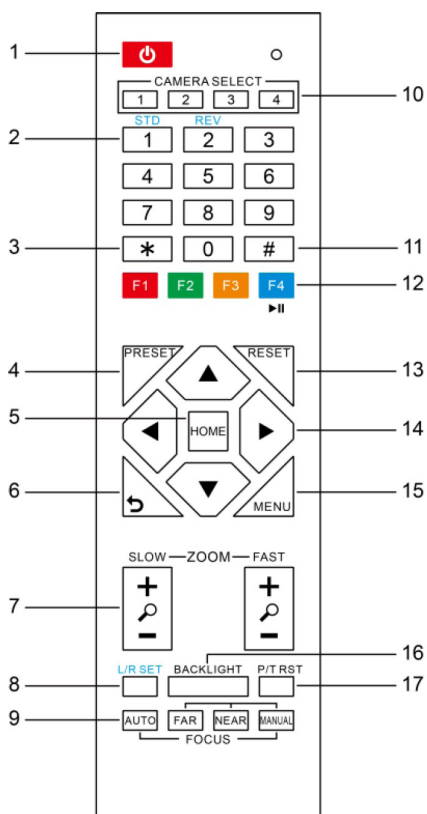 1
CAMERA SELECT
1 2 3 4 10
STD REV
2 1 2 3
4 5 6
7 8 9
3 * 0 # 11
F1 F2 F3 F4 12
PRESET RESET
4 13
5 HOME 14
6 MENU 15
SLOW ZOOM FAST
+ +
7
- -
16
L/R SET BACKLIGHT P/T RST
8 17
9 AUTO FAR NEAR MANUAL
FOCUS